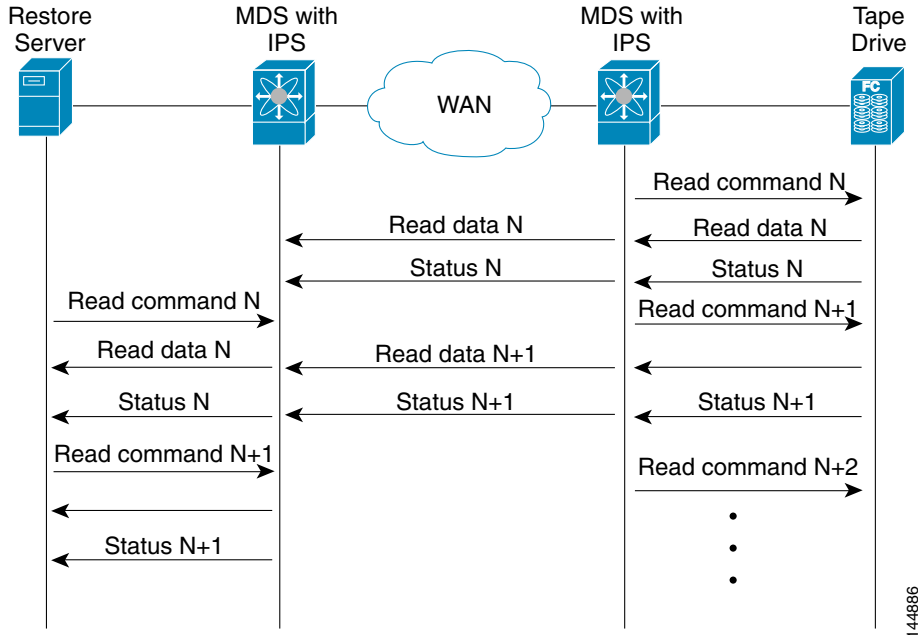 Restore
Server
MDS with
IPS
MDS with
IPS
Tape
Drive
WAN
FC
Read command N
Read data N
Read data N
Status N
Status N
Read command N
Read command N+1
Read data N
Read data N+1
Status N
Status N+1
Status N+1
Read command N+1
Read command N+2
Status N+1
144886